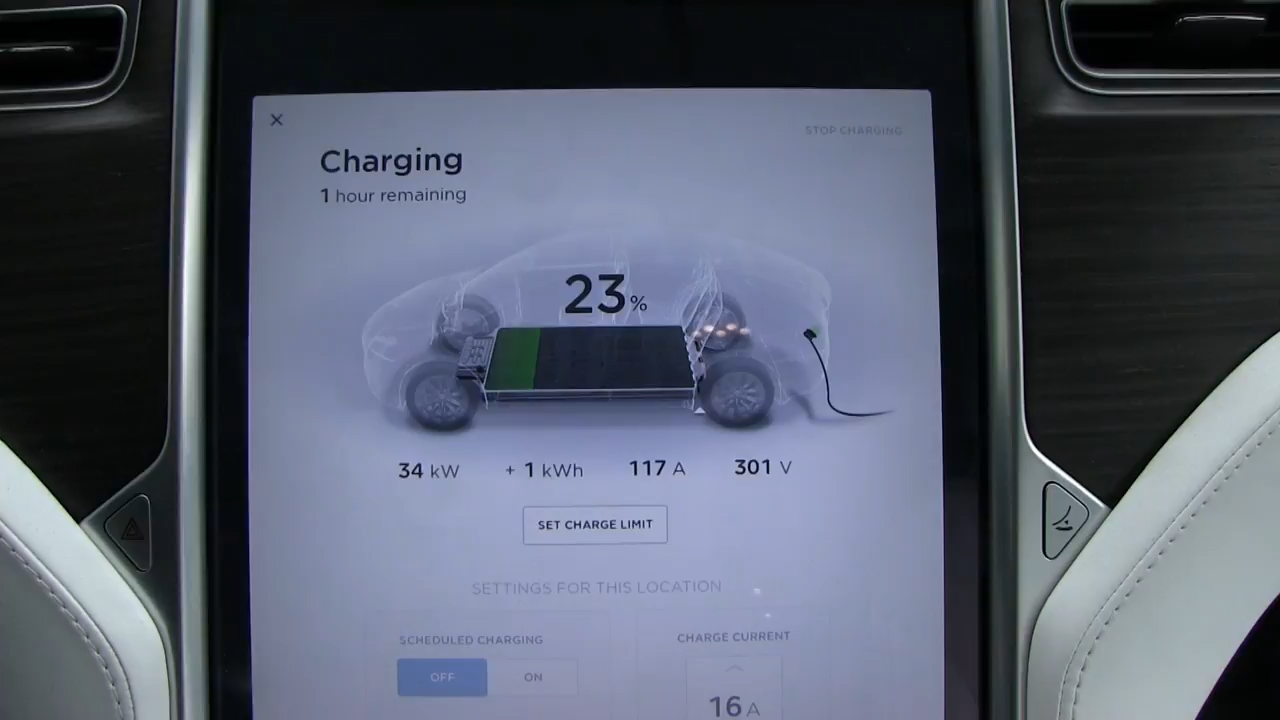 STOP CHARGING
Charging
1 hour remaining
23%
34 kW + 1 kWh 117 A 301 V
SET CHARGE LIMIT
SETTINGS FOR THIS LOCATION
SCHEDULED CHARGING CHARGE CURRENT
OFF ON
16 A